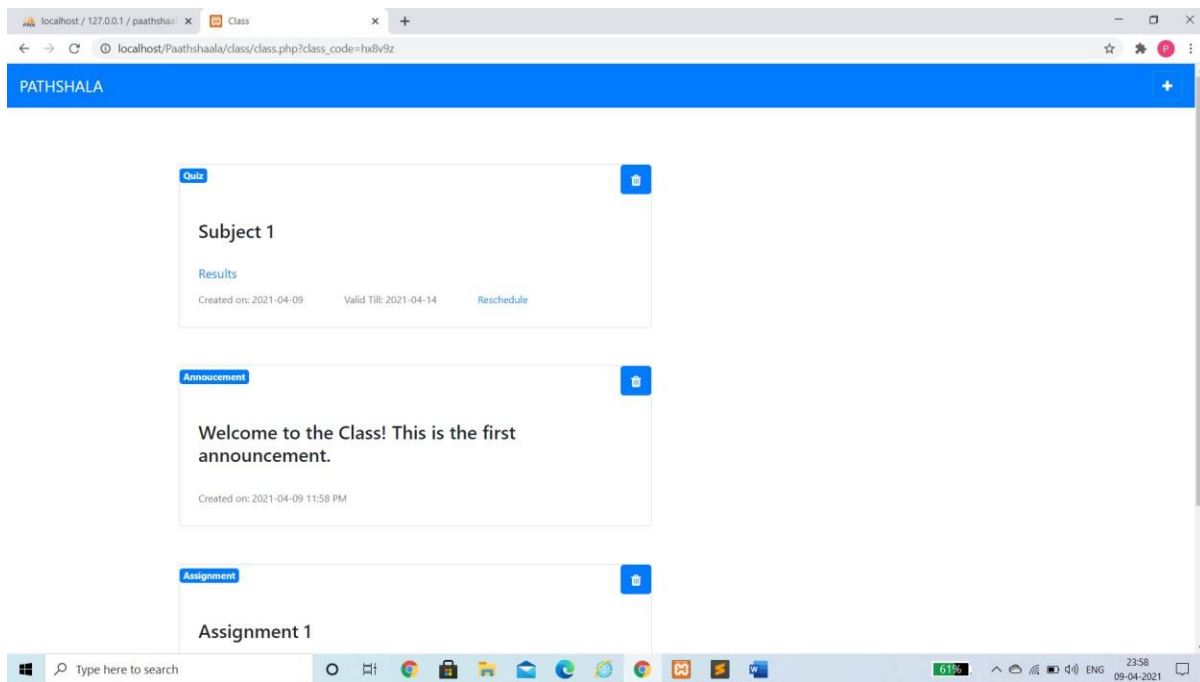 localhost / 127.0.0.1 / paathshaal
Class
localhost/Paathshaala/class/class.php?class_code=hx8v9z
P
PATHSHALA
Quiz
Subject 1
Results
Created on: 2021-04-09 Valid Till: 2021-04-14 Reschedule
Annoucement
Welcome to the Class! This is the first
announcement.
Created on: 2021-04-09 11:58 PM
Assignment
Assignment 1
Type here to search
61%
ENG
23:58
09-04-2021